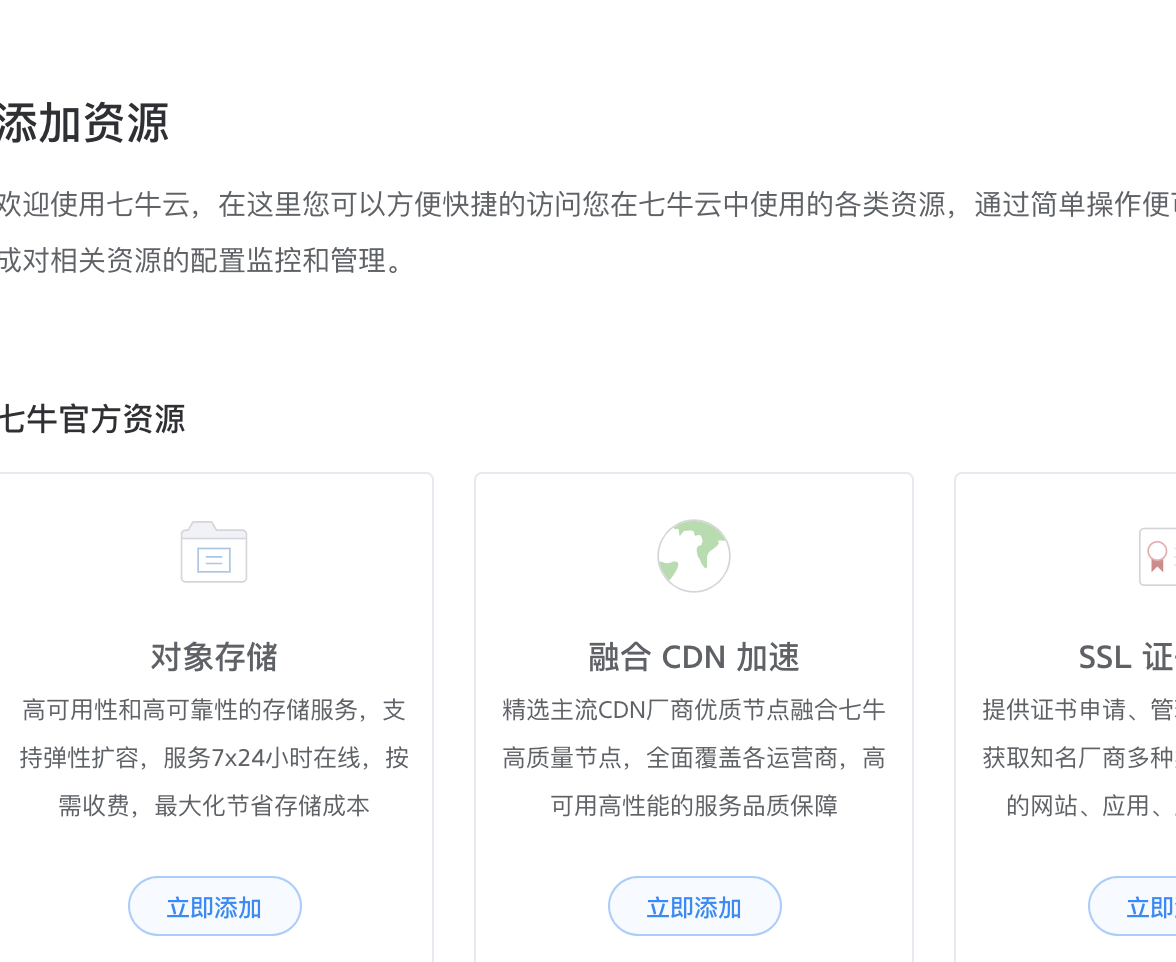 添加资源
欢迎使用七牛云，在这里您可以方便快捷的访问您在七牛云中使用的各类资源，通过简单操作便
成对相关资源的配置监控和管理。
七牛官方资源
对象存储
高可用性和高可靠性的存储服务，支
持弹性扩容，服务7x24小时在线，按
需收费，最大化节省存储成本
立即添加
融合 CDN 加速
精选主流CDN厂商优质节点融合七牛
高质量节点，全面覆盖各运营商，高
可用高性能的服务品质保障
立即添加
SSL 证
提供证书申请、管
获取知名厂商多种
的网站、应用、
立即